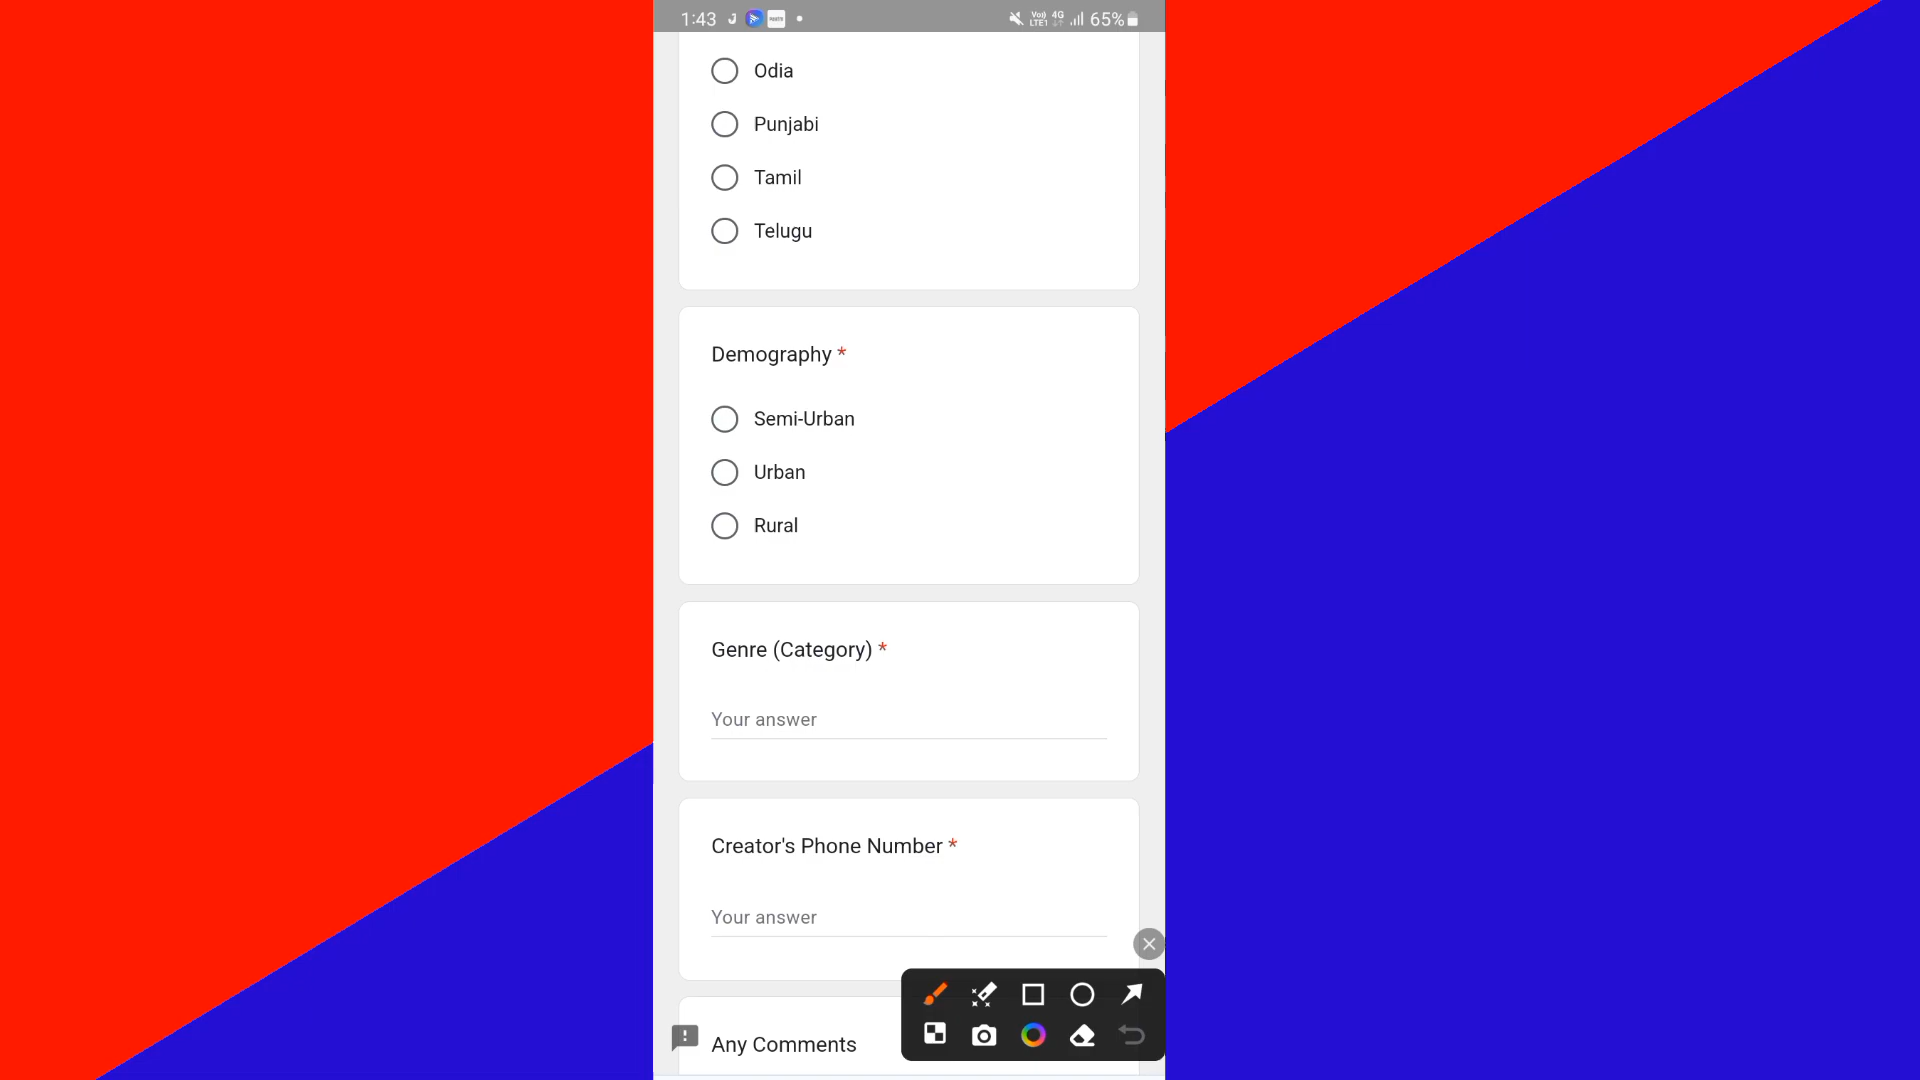 1:43
65%
Odia
Punjabi
Tamil
Telugu
Demography *
Semi-Urban
Urban
Rural
Genre (Category) *
Your answer
Creator's Phone Number *
Your answer
Any Comments